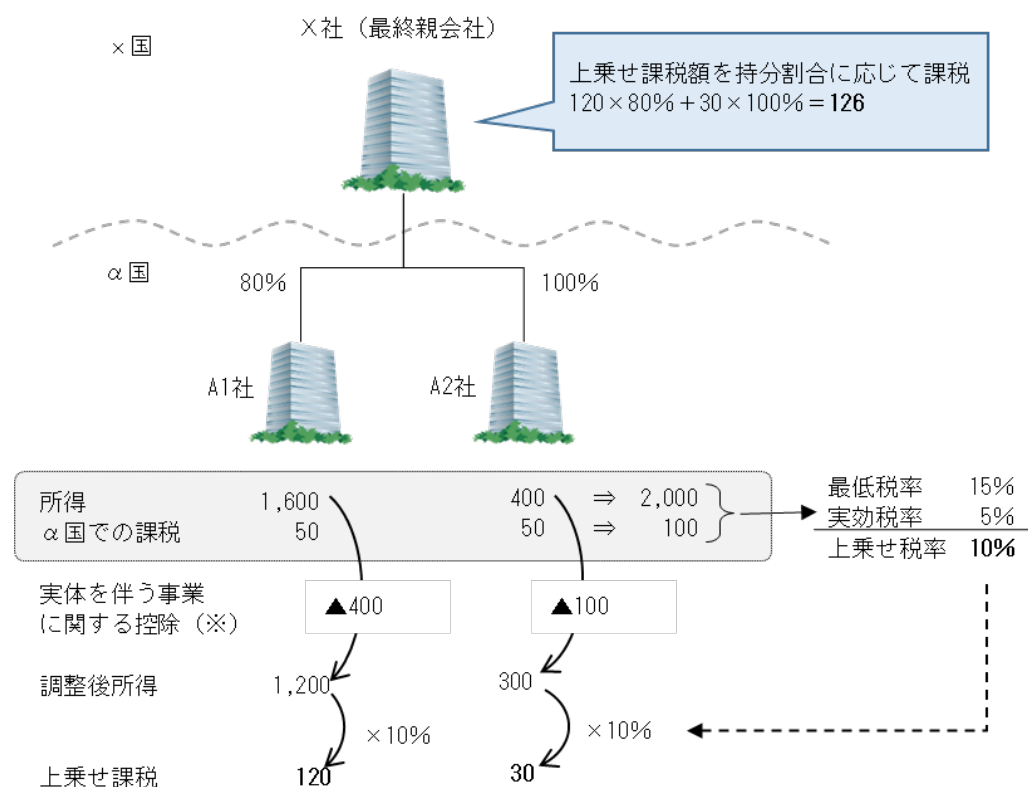 X社（最終親会社）
×国
上乗せ課税額を持分割合に応じて課税
120×80％＋30×100％＝126
α国
80％
100％
A1社
A2社
所得 1,600 400 ⇒ 2,000
α国での課税 50 50 ⇒ 100
最低税率 15％
実効税率 5％
上乗せ税率 10％
実体を伴う事業
に関する控除（※）
▲400
▲100
調整後所得 1,200 300
×10％
×10％
上乗せ課税 120 30